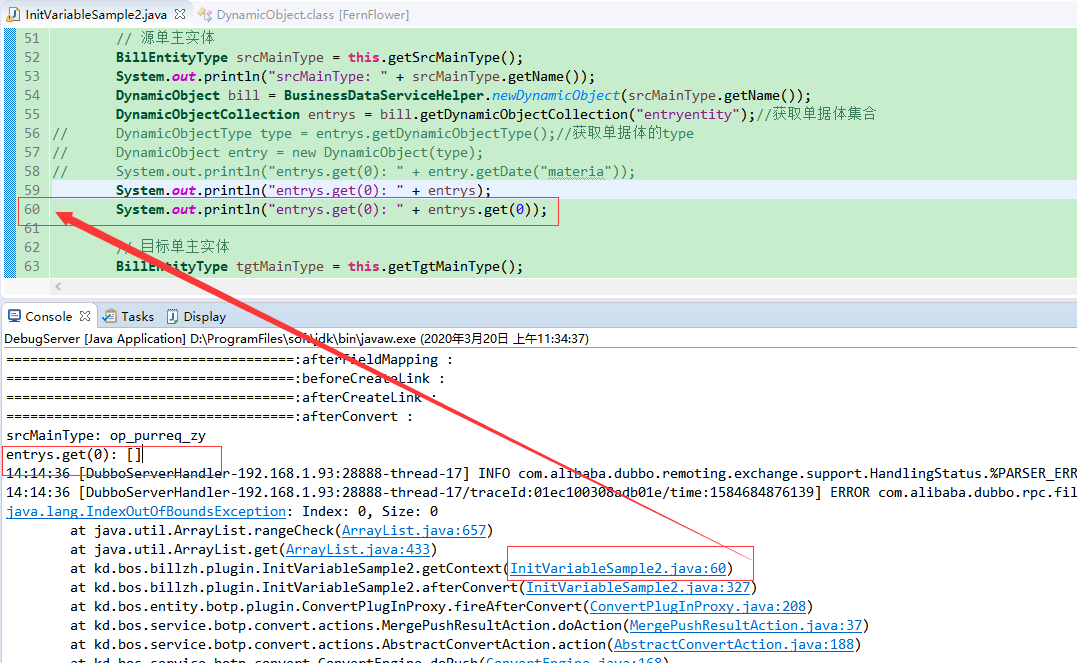 InitVariableSample2.java DynamicObject.class [FernFlower]
51 // 源单主实体
52 BillEntityType srcMainType = this.getSrcMainType();
53 System.out.println("srcMainType: " + srcMainType.getName());
54 DynamicObject bill = BusinessDataServiceHelper.newDynamicObject(srcMainType.getName());
55 DynamicObjectCollection entrys = bill.getDynamicObjectCollection("entryentity");//获取单据体集合
56 // DynamicObjectType type = entrys.getDynamicObjectType();//获取单据体的type
57 // DynamicObject entry = new DynamicObject(type);
58 // System.out.println("entrys.get(0): " + entry.getDate("materia"));
59 System.out.println("entrys.get(0): " + entrys);
60 System.out.println("entrys.get(0): " + entrys.get(0));
61
62 // 目标单主实体
63 BillEntityType tgtMainType = this.getTgtMainType();
Console Tasks Display
DebugServer [Java Application] D:\ProgramFiles\soft\jdk\bin\javaw.exe (2020年3月20日 上午11:34:37)
====================================:afterFieldMapping :
====================================:beforeCreateLink :
====================================:afterCreateLink :
====================================:afterConvert :
srcMainType: op_purreq_zy
entrys.get(0): []
14:14:36 [DubboServerHandler-192.168.1.93:28888-thread-17] INFO com.alibaba.dubbo.remoting.exchange.support.HandlingStatus.%PARSER_ERR
14:14:36 [DubboServerHandler-192.168.1.93:28888-thread-17/traceId:01ec100308adb01e/time:1584684876139] ERROR com.alibaba.dubbo.rpc.fil
java.lang.IndexOutOfBoundsException: Index: 0, Size: 0
at java.util.ArrayList.rangeCheck(ArrayList.java:657)
at java.util.ArrayList.get(ArrayList.java:433)
at kd.bos.billzh.plugin.InitVariableSample2.getContext(InitVariableSample2.java:60)
at kd.bos.billzh.plugin.InitVariableSample2.afterConvert(InitVariableSample2.java:327)
at kd.bos.entity.botp.plugin.ConvertPlugInProxy.fireAfterConvert(ConvertPlugInProxy.java:208)
at kd.bos.service.botp.convert.actions.MergePushResultAction.doAction(MergePushResultAction.java:37)
at kd.bos.service.botp.convert.actions.AbstractConvertAction.action(AbstractConvertAction.java:188)
at kd.bos.service.botp.convert.ConvertEngine.doPush(ConvertEngine.java:168)